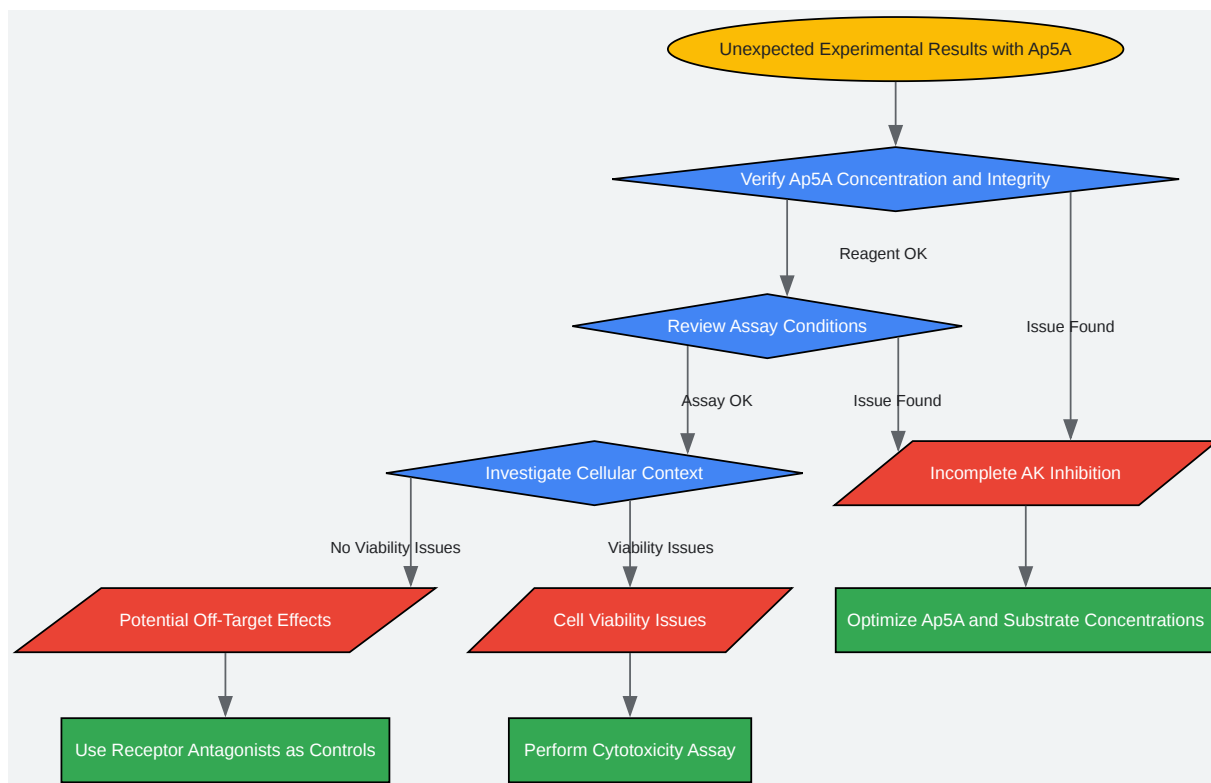 Unexpected Experimental Results with Ap5A
Verify Ap5A Concentration and Integrity
Reagent OK
Review Assay Conditions
Issue Found
Assay OK
Issue Found
Investigate Cellular Context
Incomplete AK Inhibition
No Viability Issues
Viability Issues
Potential Off-Target Effects
Cell Viability Issues
Optimize Ap5A and Substrate Concentrations
Use Receptor Antagonists as Controls
Perform Cytotoxicity Assay